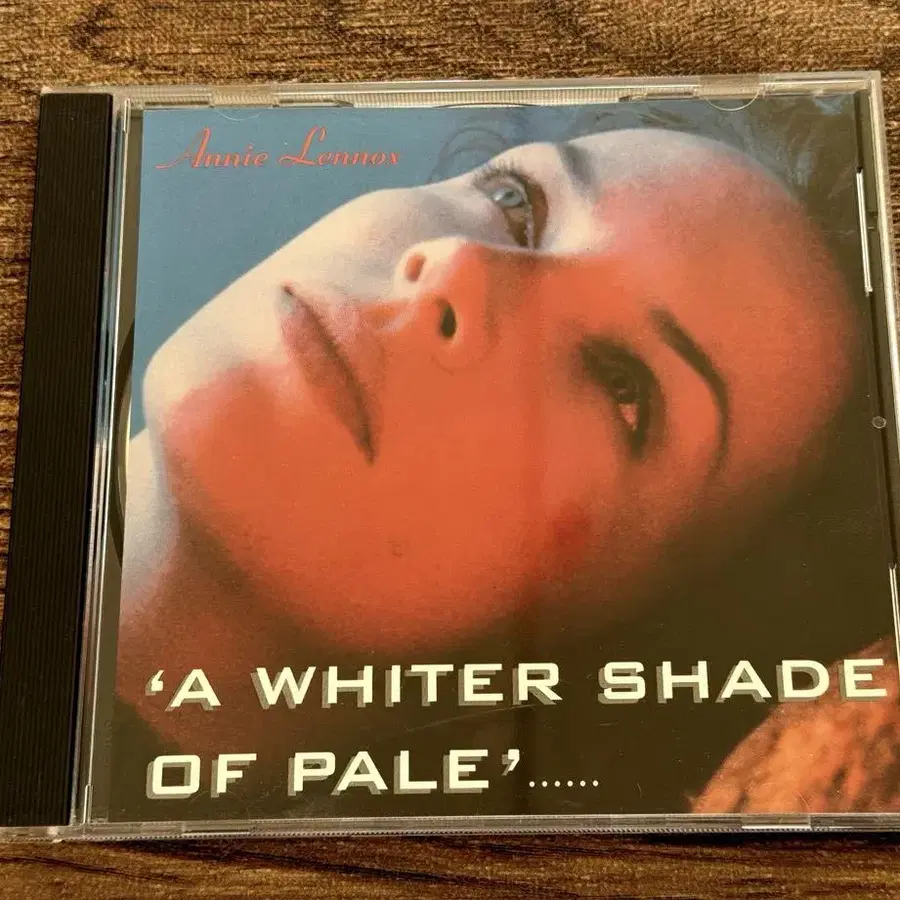 Annie Lennox
‘A WHITER SHADE
OF PALE’......